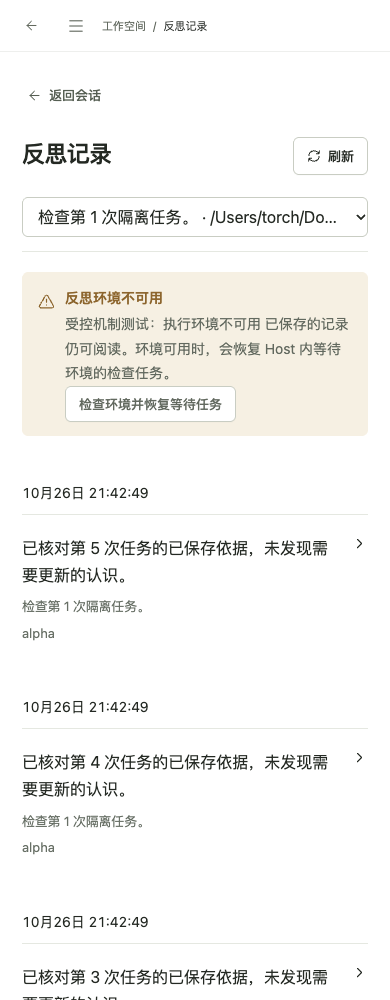 工作空间 / 反思记录
返回会话
反思记录
刷新
检查第 1 次隔离任务。 · /Users/torch/Do...
反思环境不可用
受控机制测试：执行环境不可用 已保存的记录
仍可阅读。环境可用时，会恢复 Host 内等待
环境的检查任务。
检查环境并恢复等待任务
10月26日 21:42:49
已核对第 5 次任务的已保存依据，未发现需
要更新的认识。
检查第 1 次隔离任务。
alpha
10月26日 21:42:49
已核对第 4 次任务的已保存依据，未发现需
要更新的认识。
检查第 1 次隔离任务。
alpha
10月26日 21:42:49
已核对第 3 次任务的已保存依据，未发现需
要更新的认识。